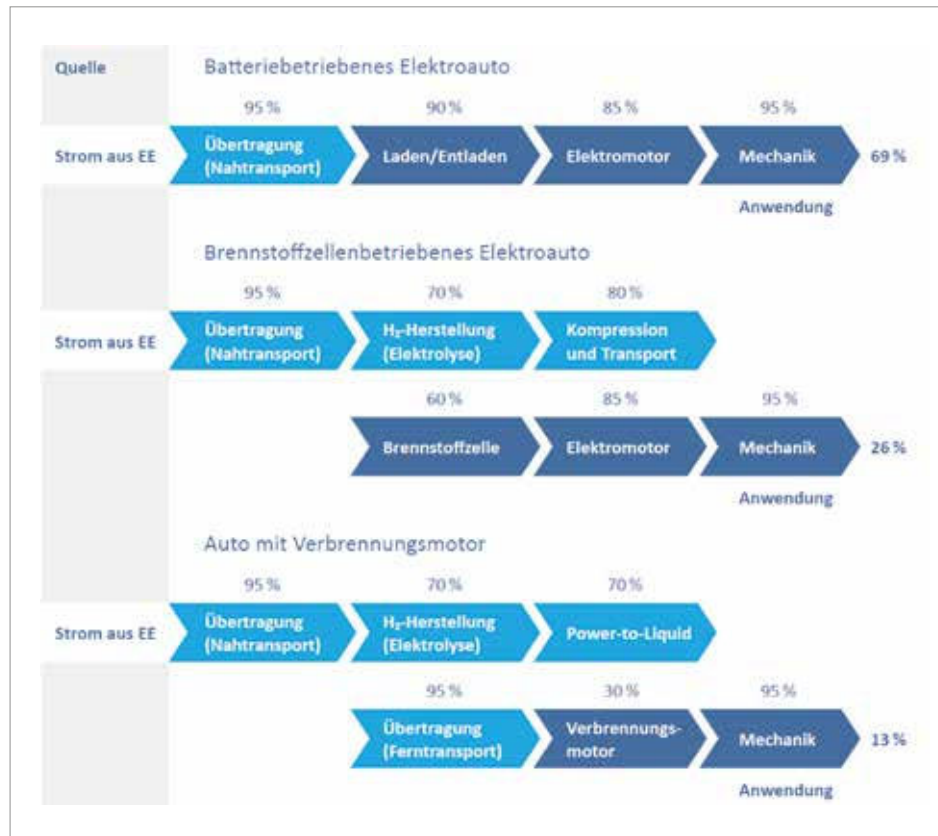 Quelle
Batteriebetriebenes Elektroauto
95 % 90 % 85 % 95 %
Strom aus EE
Übertragung
(Nahtransport)
Laden/Entladen
Elektromotor
Mechanik
69 %
Anwendung
Brennstoffzellenbetriebenes Elektroauto
95 % 70 % 80 %
Strom aus EE
Übertragung
(Nahtransport)
H₂-Herstellung
(Elektrolyse)
Kompression
und Transport
60 % 85 % 95 %
Brennstoffzelle
Elektromotor
Mechanik
26 %
Anwendung
Auto mit Verbrennungsmotor
95 % 70 % 70 %
Strom aus EE
Übertragung
(Nahtransport)
H₂-Herstellung
(Elektrolyse)
Power-to-Liquid
95 % 30 % 95 %
Übertragung
(Ferntransport)
Verbrennungs-
motor
Mechanik
13 %
Anwendung